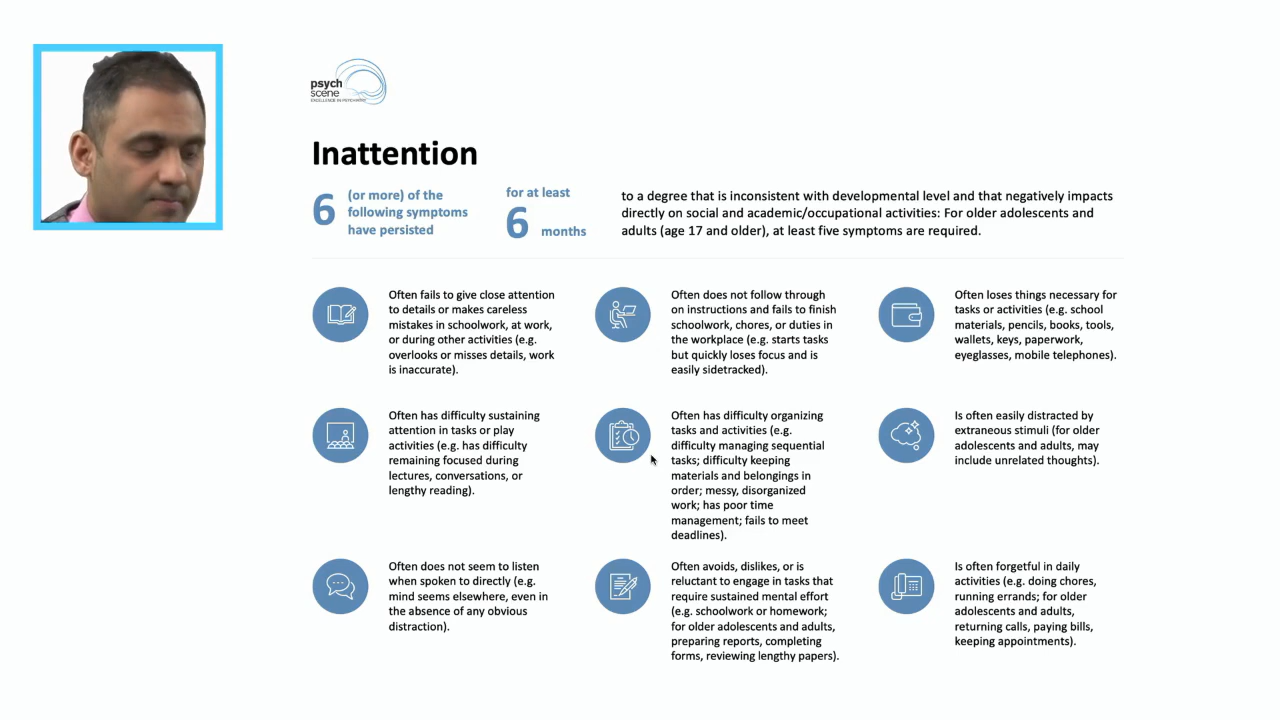 psych
scene
EXCELLENCE IN PSYCHIATRY
Inattention
6
(or more) of the
following symptoms
have persisted
for at least
6 months
to a degree that is inconsistent with developmental level and that negatively impacts
directly on social and academic/occupational activities: For older adolescents and
adults (age 17 and older), at least five symptoms are required.
Often fails to give close attention
to details or makes careless
mistakes in schoolwork, at work,
or during other activities (e.g.
overlooks or misses details, work
is inaccurate).
Often does not follow through
on instructions and fails to finish
schoolwork, chores, or duties in
the workplace (e.g. starts tasks
but quickly loses focus and is
easily sidetracked).
Often loses things necessary for
tasks or activities (e.g. school
materials, pencils, books, tools,
wallets, keys, paperwork,
eyeglasses, mobile telephones).
Often has difficulty sustaining
attention in tasks or play
activities (e.g. has difficulty
remaining focused during
lectures, conversations, or
lengthy reading).
Often has difficulty organizing
tasks and activities (e.g.
difficulty managing sequential
tasks; difficulty keeping
materials and belongings in
order; messy, disorganized
work; has poor time
management; fails to meet
deadlines).
Is often easily distracted by
extraneous stimuli (for older
adolescents and adults, may
include unrelated thoughts).
Often does not seem to listen
when spoken to directly (e.g.
mind seems elsewhere, even in
the absence of any obvious
distraction).
Often avoids, dislikes, or is
reluctant to engage in tasks that
require sustained mental effort
(e.g. schoolwork or homework;
for older adolescents and adults,
preparing reports, completing
forms, reviewing lengthy papers).
Is often forgetful in daily
activities (e.g. doing chores,
running errands; for older
adolescents and adults,
returning calls, paying bills,
keeping appointments).